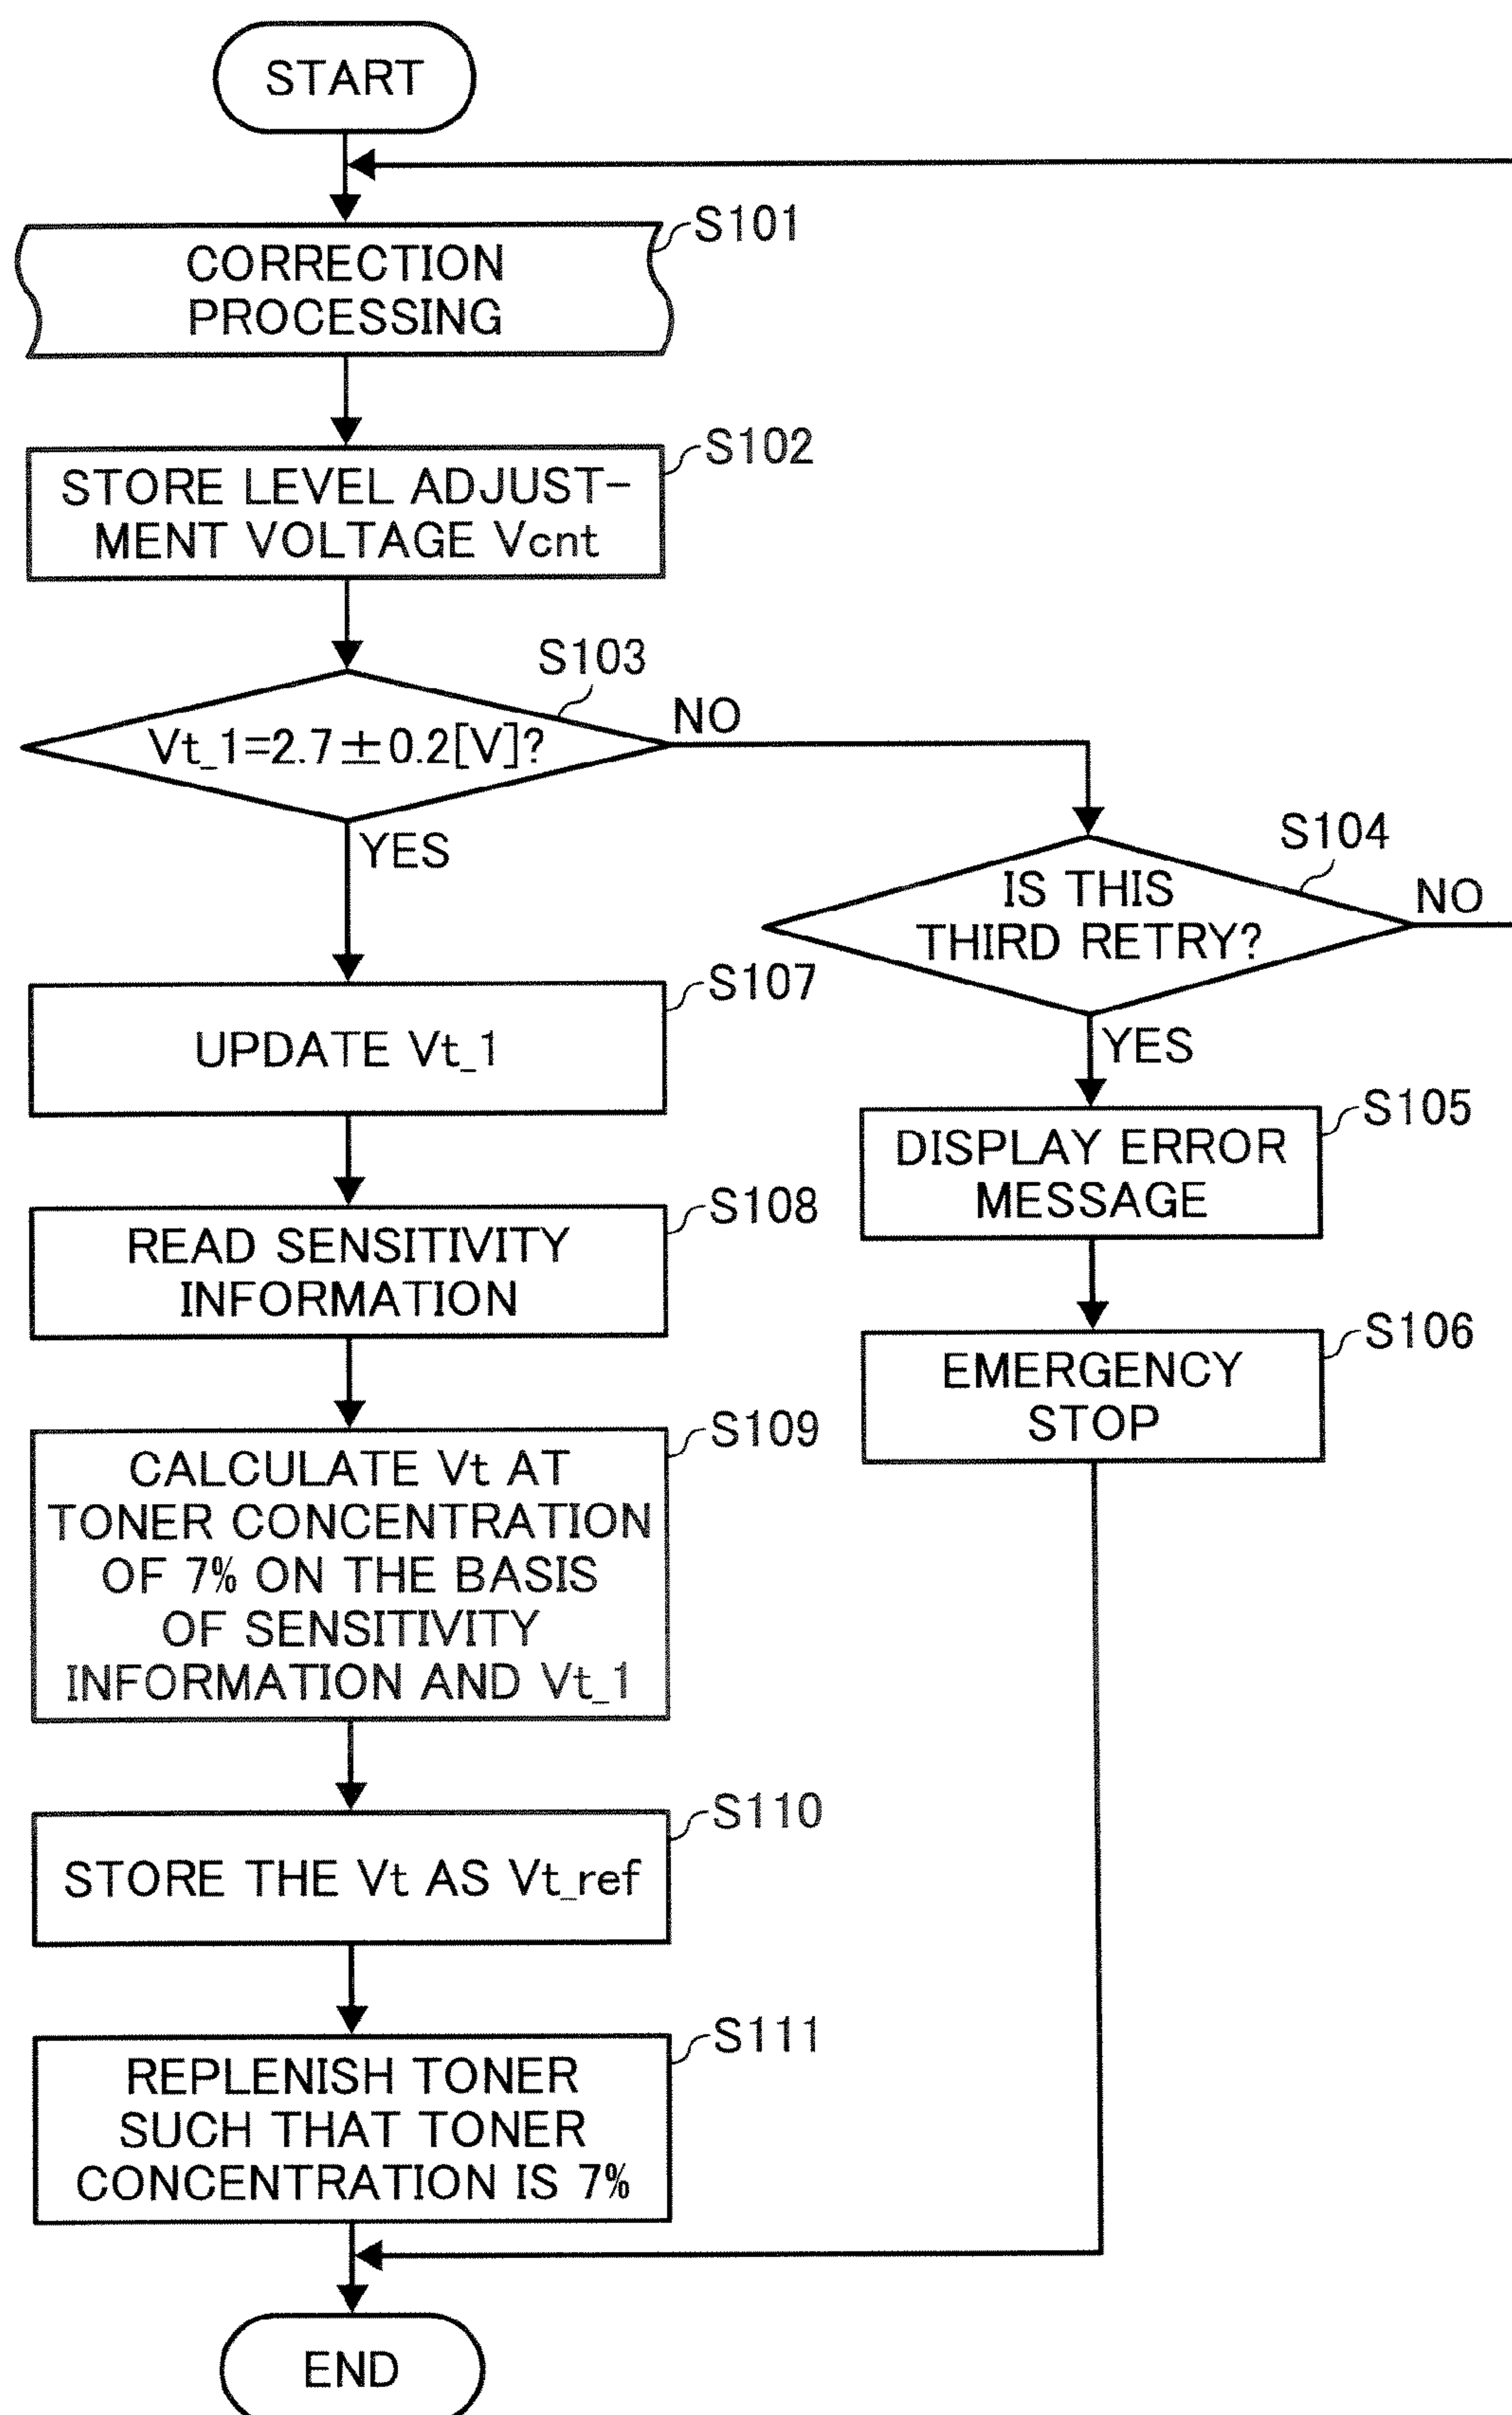 START
S101
CORRECTION
PROCESSING
S102
STORE LEVEL ADJUST-
MENT VOLTAGE Vcnt
S103
Vt_1=2.7±0.2[V]?
NO
YES
S104
IS THIS
THIRD RETRY?
NO
YES
S105
DISPLAY ERROR
MESSAGE
S106
EMERGENCY
STOP
S107
UPDATE Vt_1
S108
READ SENSITIVITY
INFORMATION
S109
CALCULATE Vt AT
TONER CONCENTRATION
OF 7% ON THE BASIS
OF SENSITIVITY
INFORMATION AND Vt_1
S110
STORE THE Vt AS Vt_ref
S111
REPLENISH TONER
SUCH THAT TONER
CONCENTRATION IS 7%
END